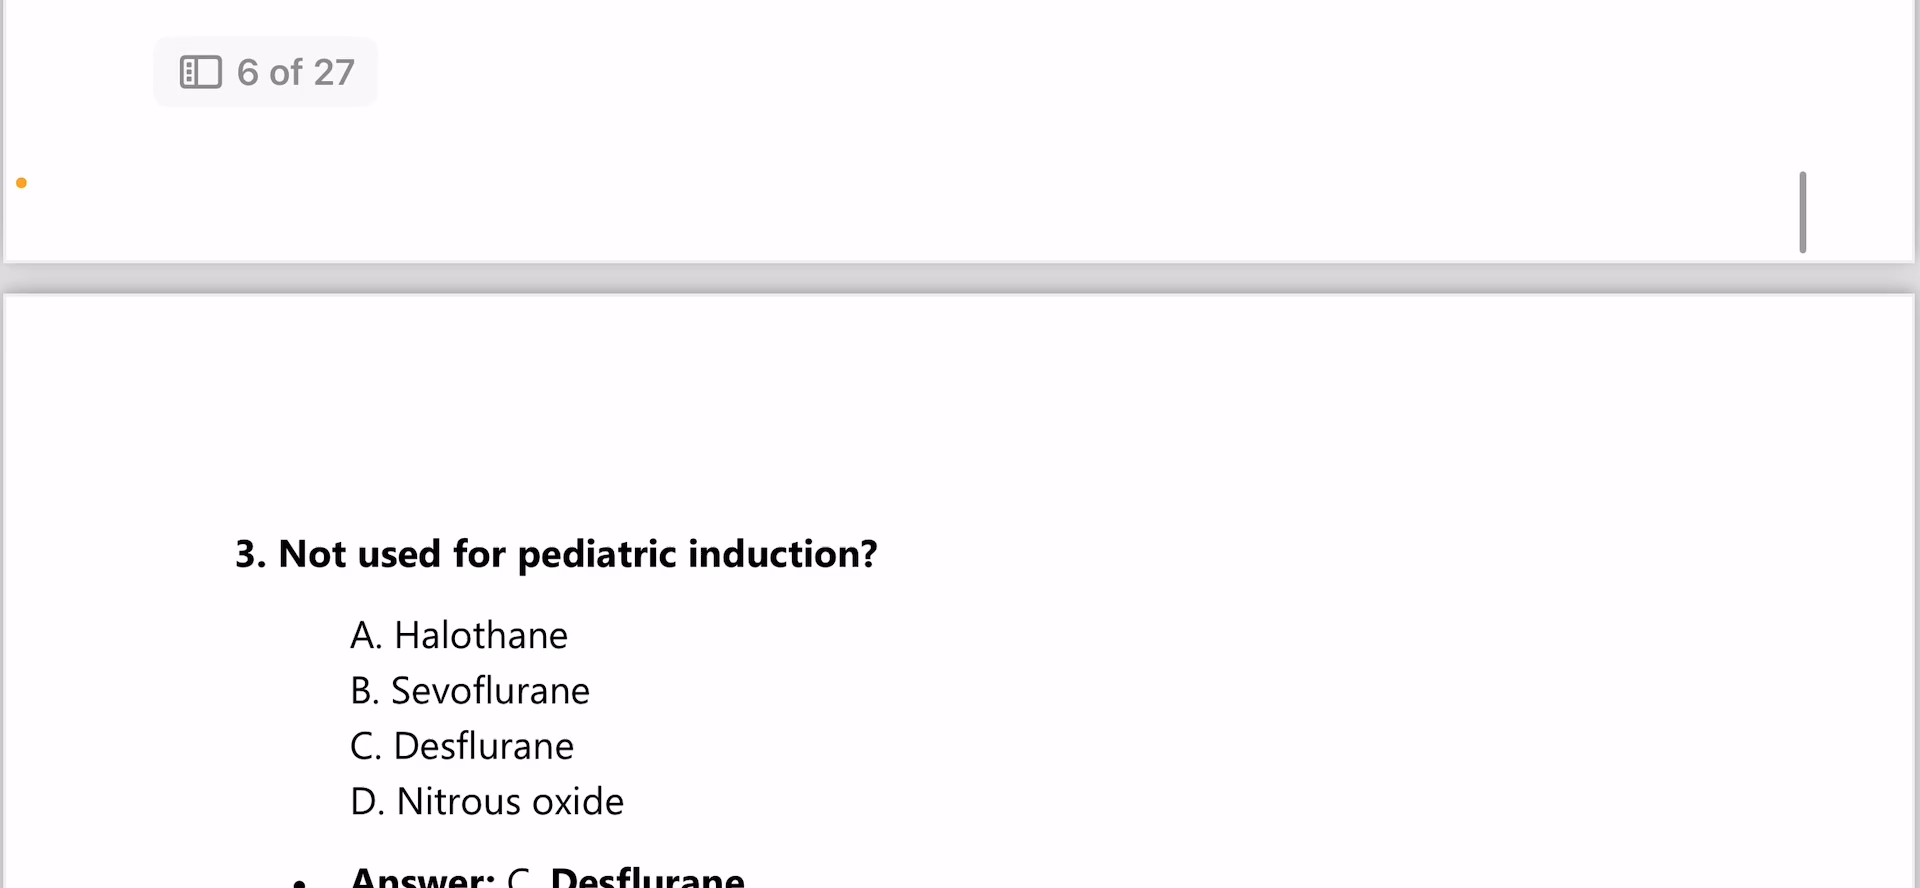 6 of 27
3. Not used for pediatric induction?
A. Halothane
B. Sevoflurane
C. Desflurane
D. Nitrous oxide
• Answer: C. Desflurane